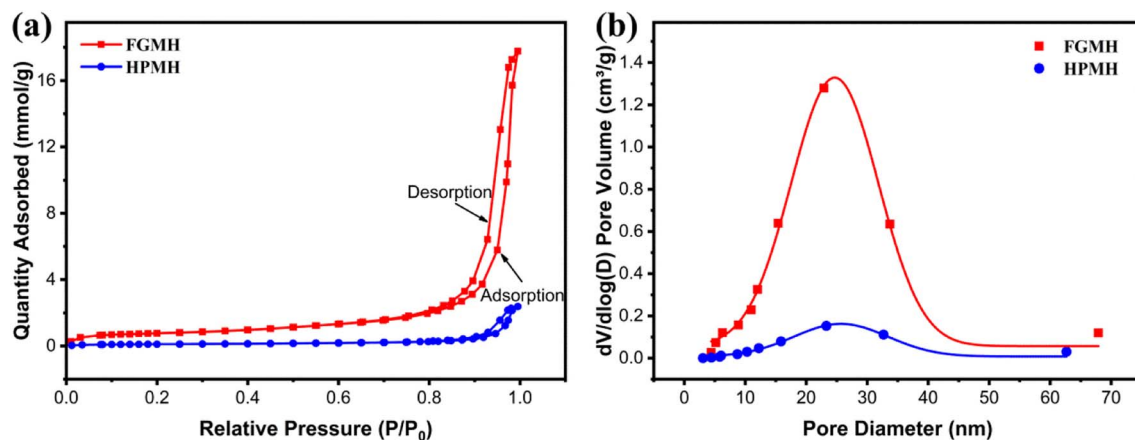 (a)
FGMH
HPMH
16
12
8
4
0
Quantity Adsorbed (mmol/g)
Desorption
Adsorption
0.0 0.2 0.4 0.6 0.8 1.0
Relative Pressure (P/P₀)
(b)
FGMH
HPMH
1.4
1.2
1.0
0.8
0.6
0.4
0.2
0.0
dV/dlog(D) Pore Volume (cm³/g)
0 10 20 30 40 50 60 70
Pore Diameter (nm)